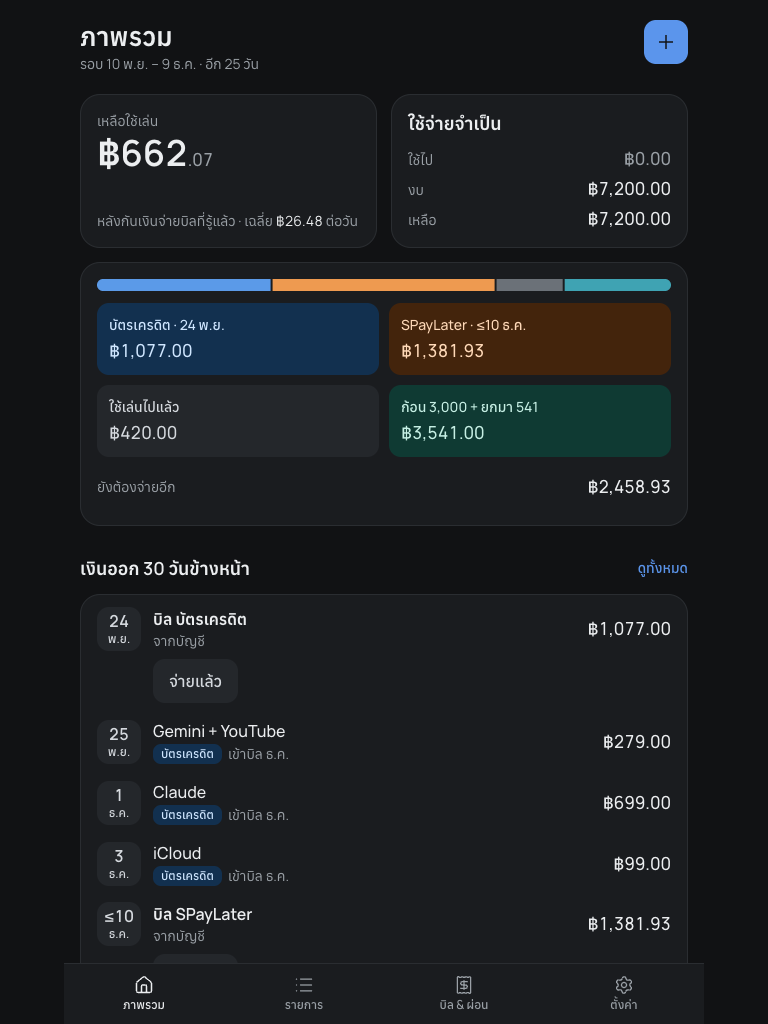 ภาพรวม
รอบ 10 พ.ย. – 9 ธ.ค. · อีก 25 วัน
เหลือใช้เล่น
฿662.07
หลังกันเงินจ่ายบิลที่รู้แล้ว · เฉลี่ย ฿26.48 ต่อวัน
ใช้จ่ายจำเป็น
ใช้ไป ฿0.00
งบ ฿7,200.00
เหลือ ฿7,200.00
บัตรเครดิต · 24 พ.ย.
฿1,077.00
SPayLater · ≤10 ธ.ค.
฿1,381.93
ใช้เล่นไปแล้ว
฿420.00
ก้อน 3,000 + ยกมา 541
฿3,541.00
ยังต้องจ่ายอีก ฿2,458.93
เงินออก 30 วันข้างหน้า ดูทั้งหมด
24 พ.ย.
บิล บัตรเครดิต ฿1,077.00
จากบัญชี
จ่ายแล้ว
25 พ.ย.
Gemini + YouTube ฿279.00
บัตรเครดิต เข้าบิล ธ.ค.
1 ธ.ค.
Claude ฿699.00
บัตรเครดิต เข้าบิล ธ.ค.
3 ธ.ค.
iCloud ฿99.00
บัตรเครดิต เข้าบิล ธ.ค.
≤10 ธ.ค.
บิล SPayLater ฿1,381.93
จากบัญชี
ภาพรวม รายการ บิล & ผ่อน ตั้งค่า